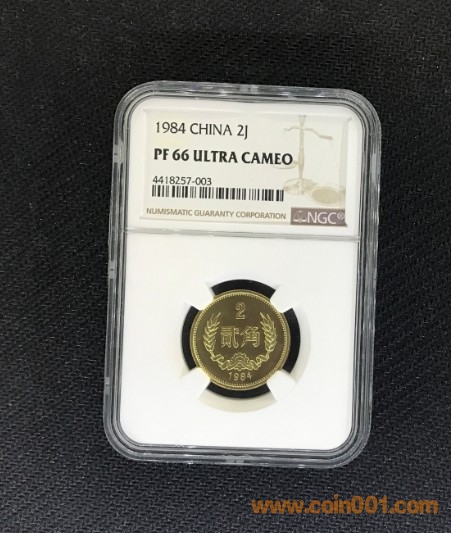 1984 CHINA 2J
PF 66 ULTRA CAMEO
4418257-003
NUMISMATIC GUARANTY CORPORATION
NGC®
2
贰角
1984
www.coin001.com